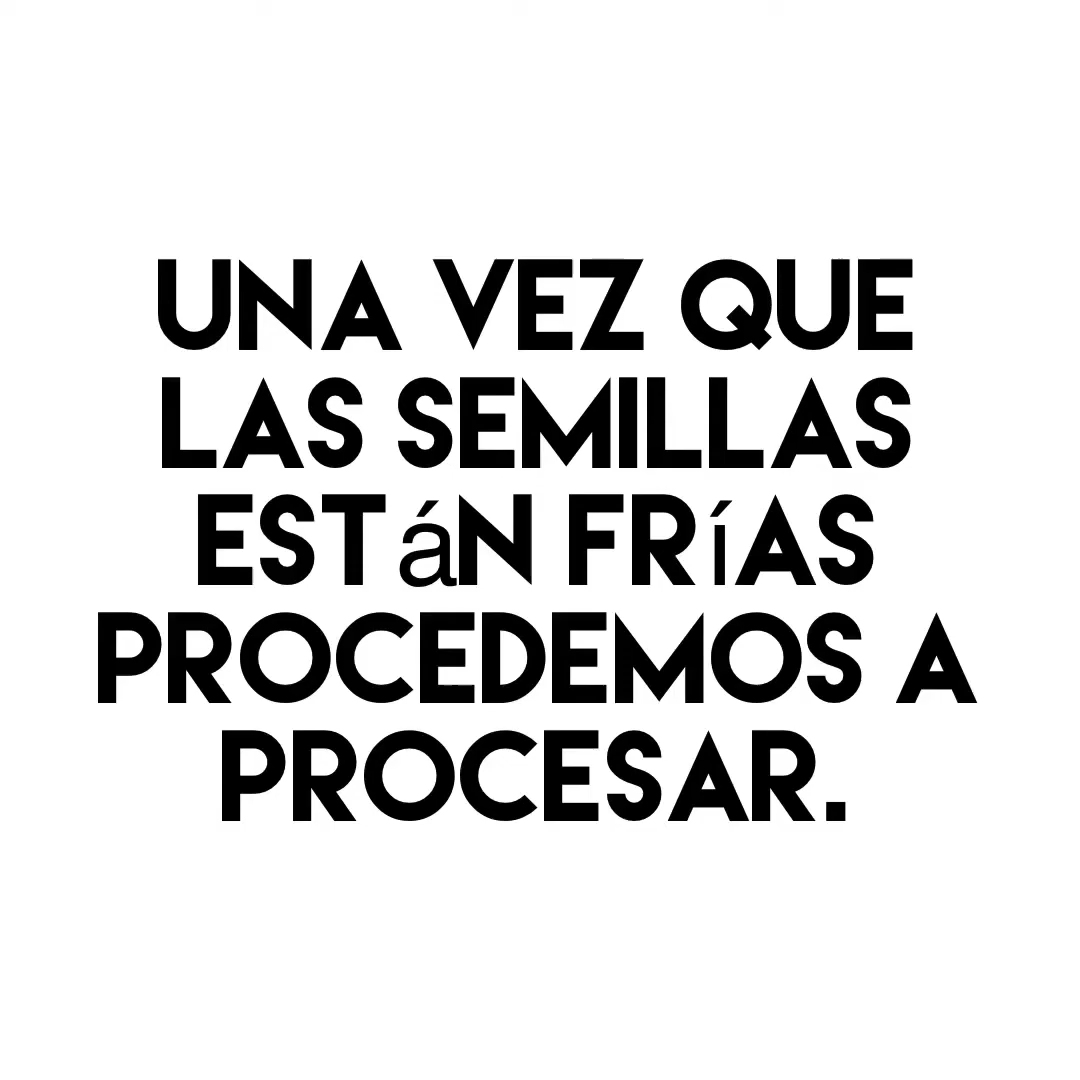 UNA VEZ QUE
LAS SEMILLAS
ESTáN FRíAS
PROCEDEMOS A
PROCESAR.